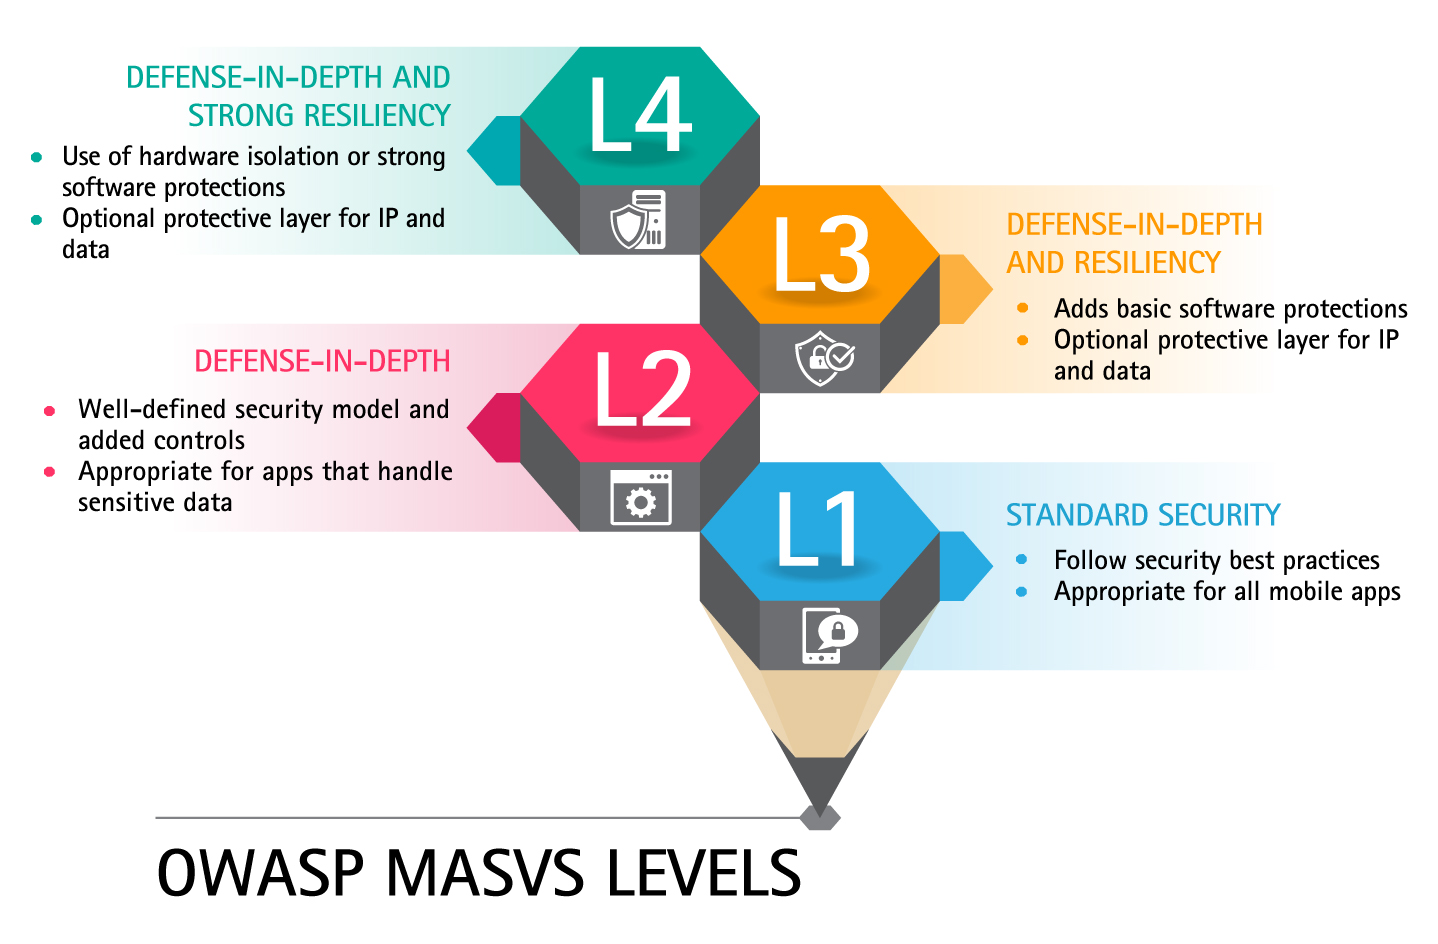 L4
DEFENSE-IN-DEPTH AND
STRONG RESILIENCY
Use of hardware isolation or strong
software protections
Optional protective layer for IP and
data
L3
DEFENSE-IN-DEPTH
AND RESILIENCY
Adds basic software protections
Optional protective layer for IP
and data
L2
DEFENSE-IN-DEPTH
Well-defined security model and
added controls
Appropriate for apps that handle
sensitive data
L1
STANDARD SECURITY
Follow security best practices
Appropriate for all mobile apps
OWASP MASVS LEVELS